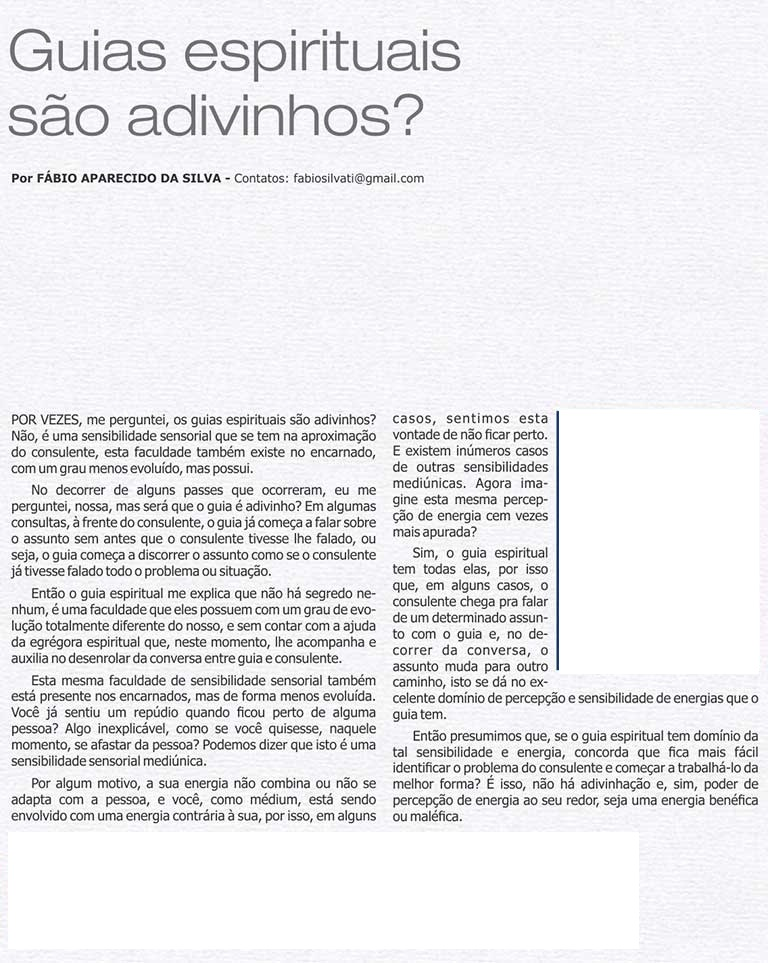 Guias espirituais
são adivinhos?
Por FÁBIO APARECIDO DA SILVA - Contatos: fabiosilvati@gmail.com
POR VEZES, me perguntei, os guias espirituais são adivinhos?
Não, é uma sensibilidade sensorial que se tem na aproximação
do consulente, esta faculdade também existe no encarnado,
com um grau menos evoluído, mas possui.
No decorrer de alguns passes que ocorreram, eu me
perguntei, nossa, mas será que o guia é adivinho? Em algumas
consultas, à frente do consulente, o guia já começa a falar sobre
o assunto sem antes que o consulente tivesse lhe falado, ou
seja, o guia começa a discorrer o assunto como se o consulente
já tivesse falado todo o problema ou situação.
Então o guia espiritual me explica que não há segredo ne-
nhum, é uma faculdade que eles possuem com um grau de evo-
lução totalmente diferente do nosso, e sem contar com a ajuda
da egrégora espiritual que, neste momento, lhe acompanha e
auxilia no desenrolar da conversa entre guia e consulente.
Esta mesma faculdade de sensibilidade sensorial também
está presente nos encarnados, mas de forma menos evoluída.
Você já sentiu um repúdio quando ficou perto de alguma
pessoa? Algo inexplicável, como se você quisesse, naquele
momento, se afastar da pessoa? Podemos dizer que isto é uma
sensibilidade sensorial mediúnica.
Por algum motivo, a sua energia não combina ou não se
adapta com a pessoa, e você, como médium, está sendo
envolvido com uma energia contrária à sua, por isso, em alguns
casos, sentimos esta
vontade de não ficar perto.
E existem inúmeros casos
de outras sensibilidades
mediúnicas. Agora ima-
gine esta mesma percep-
ção de energia cem vezes
mais apurada?
Sim, o guia espiritual
tem todas elas, por isso
que, em alguns casos, o
consulente chega pra falar
de um determinado assun-
to com o guia e, no de-
correr da conversa, o
assunto muda para outro
caminho, isto se dá no ex-
celente domínio de percepção e sensibilidade de energias que o
guia tem.
Então presumimos que, se o guia espiritual tem domínio da
tal sensibilidade e energia, concorda que fica mais fácil
identificar o problema do consulente e começar a trabalhá-lo da
melhor forma? É isso, não há adivinhação e, sim, poder de
percepção de energia ao seu redor, seja uma energia benéfica
ou maléfica.